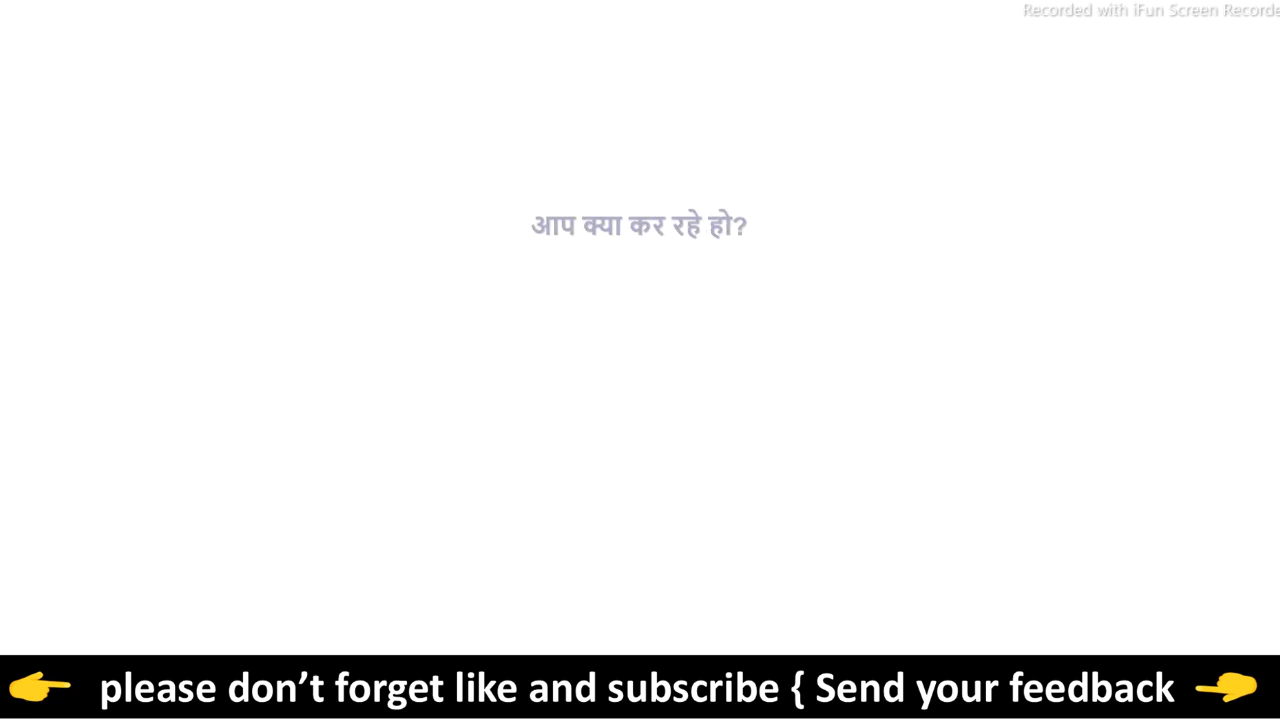 Recorded with iFun Screen Recorde
आप क्या कर रहे हो?
👉 please don’t forget like and subscribe { Send your feedback 👈